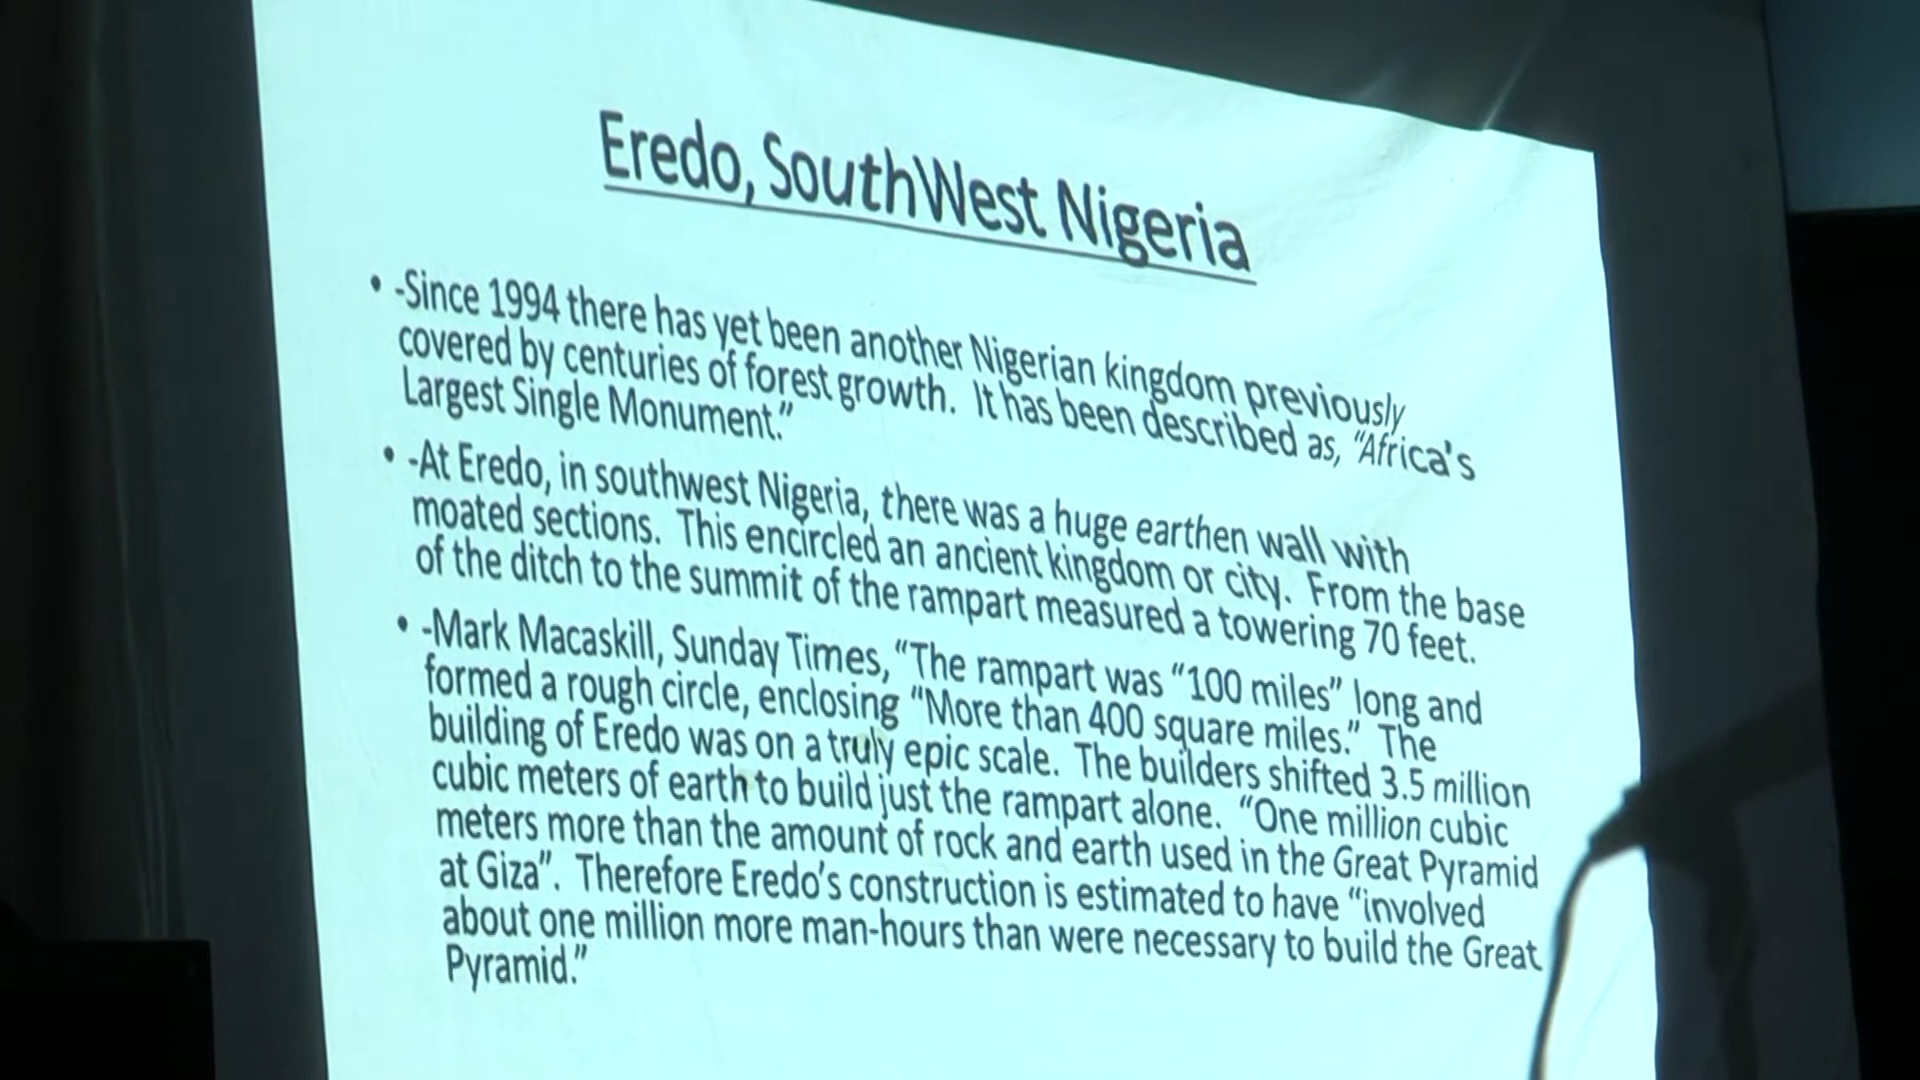 Eredo, SouthWest Nigeria
• -Since 1994 there has yet been another Nigerian kingdom previously
covered by centuries of forest growth. It has been described as, “Africa's
Largest Single Monument.”
• -At Eredo, in southwest Nigeria, there was a huge earthen wall with
moated sections. This encircled an ancient kingdom or city. From the base
of the ditch to the summit of the rampart measured a towering 70 feet.
• -Mark Macaskill, Sunday Times, “The rampart was “100 miles” long and
formed a rough circle, enclosing “More than 400 square miles.” The
building of Eredo was on a truly epic scale. The builders shifted 3.5 million
cubic meters of earth to build just the rampart alone. “One million cubic
meters more than the amount of rock and earth used in the Great Pyramid
at Giza”. Therefore Eredo’s construction is estimated to have “involved
about one million more man-hours than were necessary to build the Great
Pyramid.”